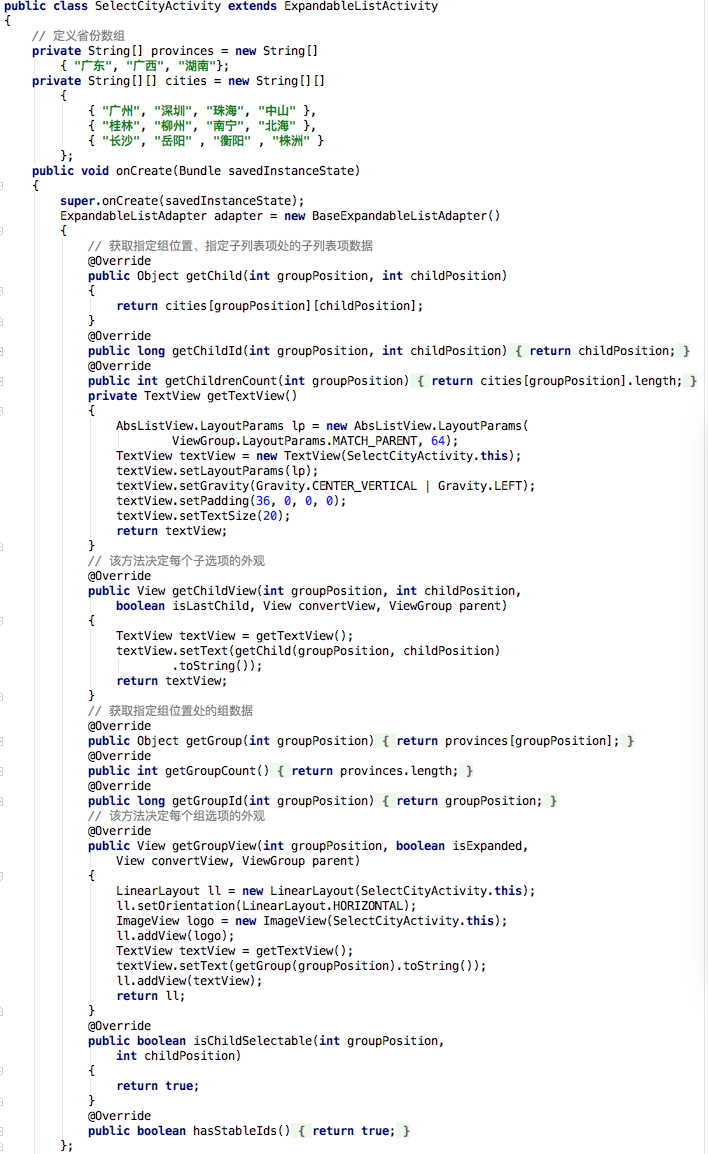 public class SelectCityActivity extends ExpandableListActivity
{
    // 定义省份数组
    private String[] provinces = new String[]
        { "广东", "广西", "湖南"};
    private String[][] cities = new String[][]
        {
            { "广州", "深圳", "珠海", "中山" },
            { "桂林", "柳州", "南宁", "北海" },
            { "长沙", "岳阳" , "衡阳" , "株洲" }
        };
    public void onCreate(Bundle savedInstanceState)
    {
        super.onCreate(savedInstanceState);
        ExpandableListAdapter adapter = new BaseExpandableListAdapter()
        {
            // 获取指定组位置、指定子列表项处的子列表项数据
            @Override
            public Object getChild(int groupPosition, int childPosition)
            {
                return cities[groupPosition][childPosition];
            }
            @Override
            public long getChildId(int groupPosition, int childPosition) { return childPosition; }
            @Override
            public int getChildrenCount(int groupPosition) { return cities[groupPosition].length; }
            private TextView getTextView()
            {
                AbsListView.LayoutParams lp = new AbsListView.LayoutParams(
                        ViewGroup.LayoutParams.MATCH_PARENT, 64);
                TextView textView = new TextView(SelectCityActivity.this);
                textView.setLayoutParams(lp);
                textView.setGravity(Gravity.CENTER_VERTICAL | Gravity.LEFT);
                textView.setPadding(36, 0, 0, 0);
                textView.setTextSize(20);
                return textView;
            }
            // 该方法决定每个子选项的外观
            @Override
            public View getChildView(int groupPosition, int childPosition,
                boolean isLastChild, View convertView, ViewGroup parent)
            {
                TextView textView = getTextView();
                textView.setText(getChild(groupPosition, childPosition)
                        .toString());
                return textView;
            }
            // 获取指定组位置处的组数据
            @Override
            public Object getGroup(int groupPosition) { return provinces[groupPosition]; }
            @Override
            public int getGroupCount() { return provinces.length; }
            @Override
            public long getGroupId(int groupPosition) { return groupPosition; }
            // 该方法决定每个组选项的外观
            @Override
            public View getGroupView(int groupPosition, boolean isExpanded,
                View convertView, ViewGroup parent)
            {
                LinearLayout ll = new LinearLayout(SelectCityActivity.this);
                ll.setOrientation(LinearLayout.HORIZONTAL);
                ImageView logo = new ImageView(SelectCityActivity.this);
                ll.addView(logo);
                TextView textView = getTextView();
                textView.setText(getGroup(groupPosition).toString());
                ll.addView(textView);
                return ll;
            }
            @Override
            public boolean isChildSelectable(int groupPosition,
                int childPosition)
            {
                return true;
            }
            @Override
            public boolean hasStableIds() { return true; }
        };